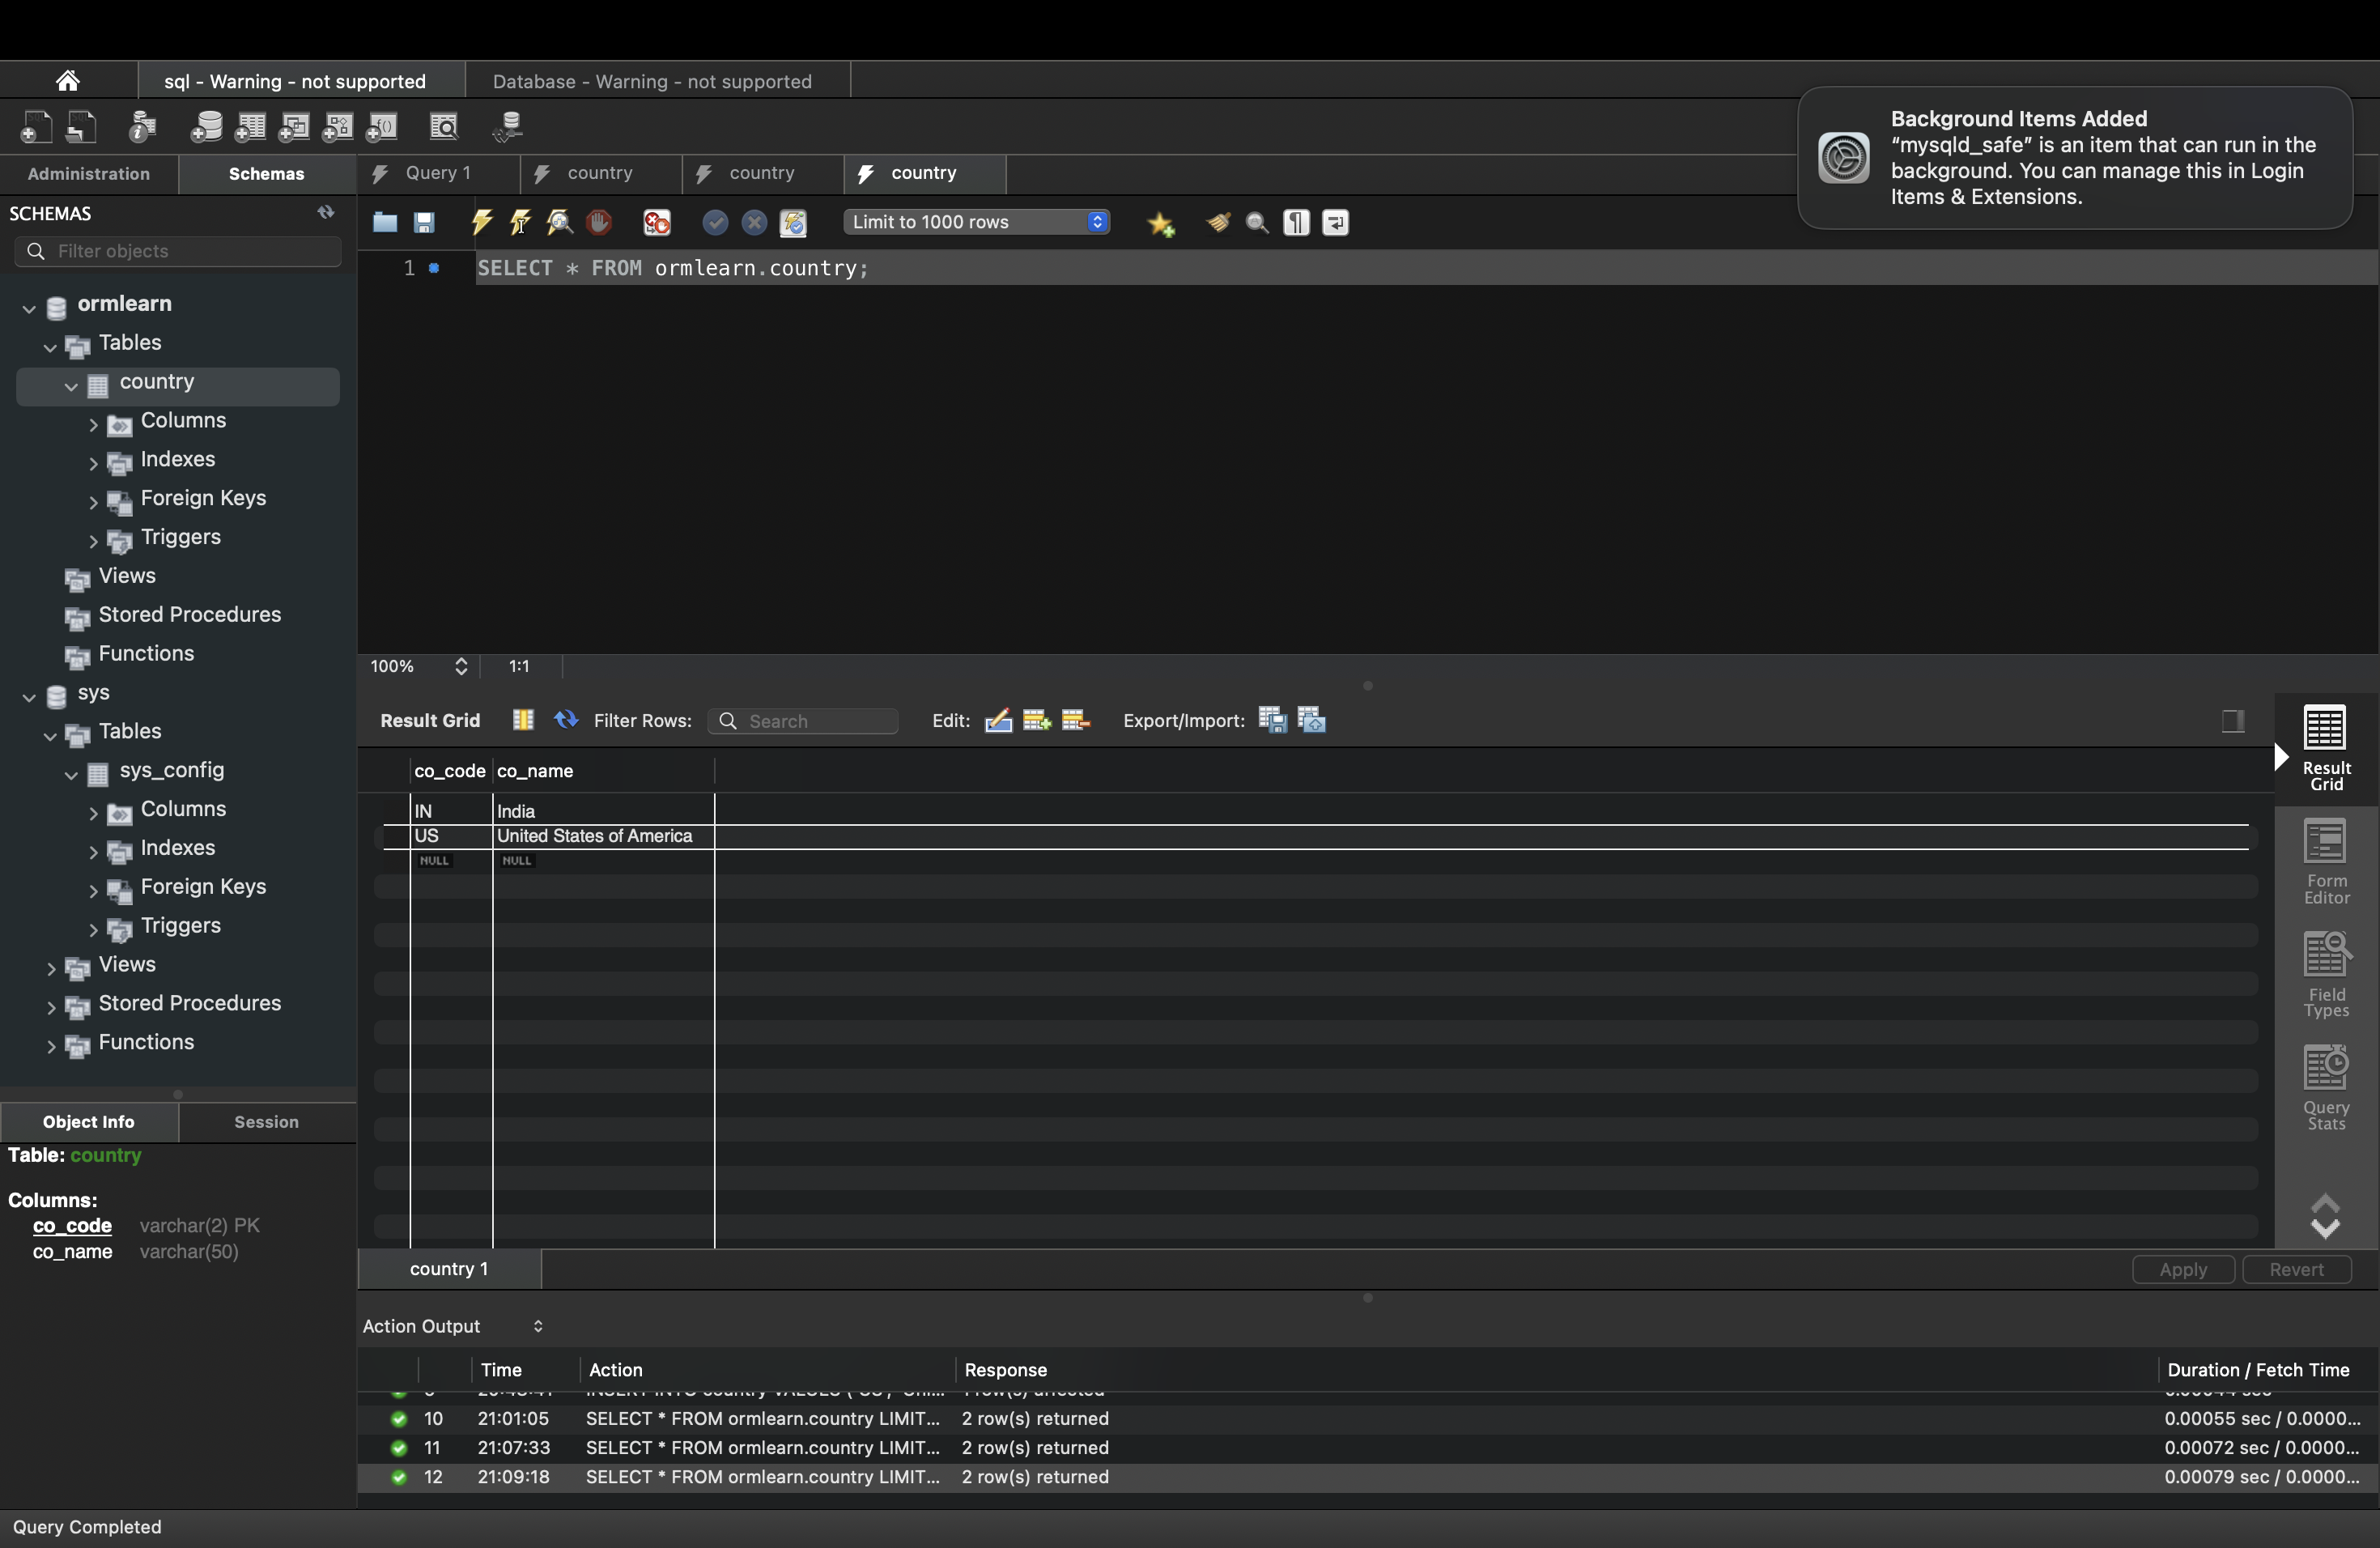 sql - Warning - not supported
Database - Warning - not supported
Background Items Added
“mysqld_safe” is an item that can run in the
background. You can manage this in Login
Items & Extensions.
Administration
Schemas
Query 1
country
country
country
SCHEMAS
Filter objects
Limit to 1000 rows
1
SELECT * FROM ormlearn.country;
ormlearn
Tables
country
Columns
Indexes
Foreign Keys
Triggers
Views
Stored Procedures
Functions
sys
Tables
sys_config
Columns
Indexes
Foreign Keys
Triggers
Views
Stored Procedures
Functions
100%
1:1
Result Grid
Filter Rows:
Search
Edit:
Export/Import:
co_code co_name
IN India
US United States of America
NULL NULL
Result
Grid
Form
Editor
Field
Types
Query
Stats
Object Info
Session
Table: country
Columns:
co_code varchar(2) PK
co_name varchar(50)
country 1
Apply
Revert
Action Output
Time Action Response Duration / Fetch Time
10 21:01:05 SELECT * FROM ormlearn.country LIMIT... 2 row(s) returned 0.00055 sec / 0.0000...
11 21:07:33 SELECT * FROM ormlearn.country LIMIT... 2 row(s) returned 0.00072 sec / 0.0000...
12 21:09:18 SELECT * FROM ormlearn.country LIMIT... 2 row(s) returned 0.00079 sec / 0.0000...
Query Completed